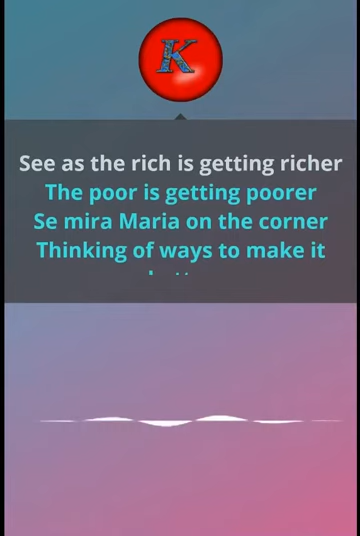 K
See as the rich is getting richer
The poor is getting poorer
Se mira Maria on the corner
Thinking of ways to make it